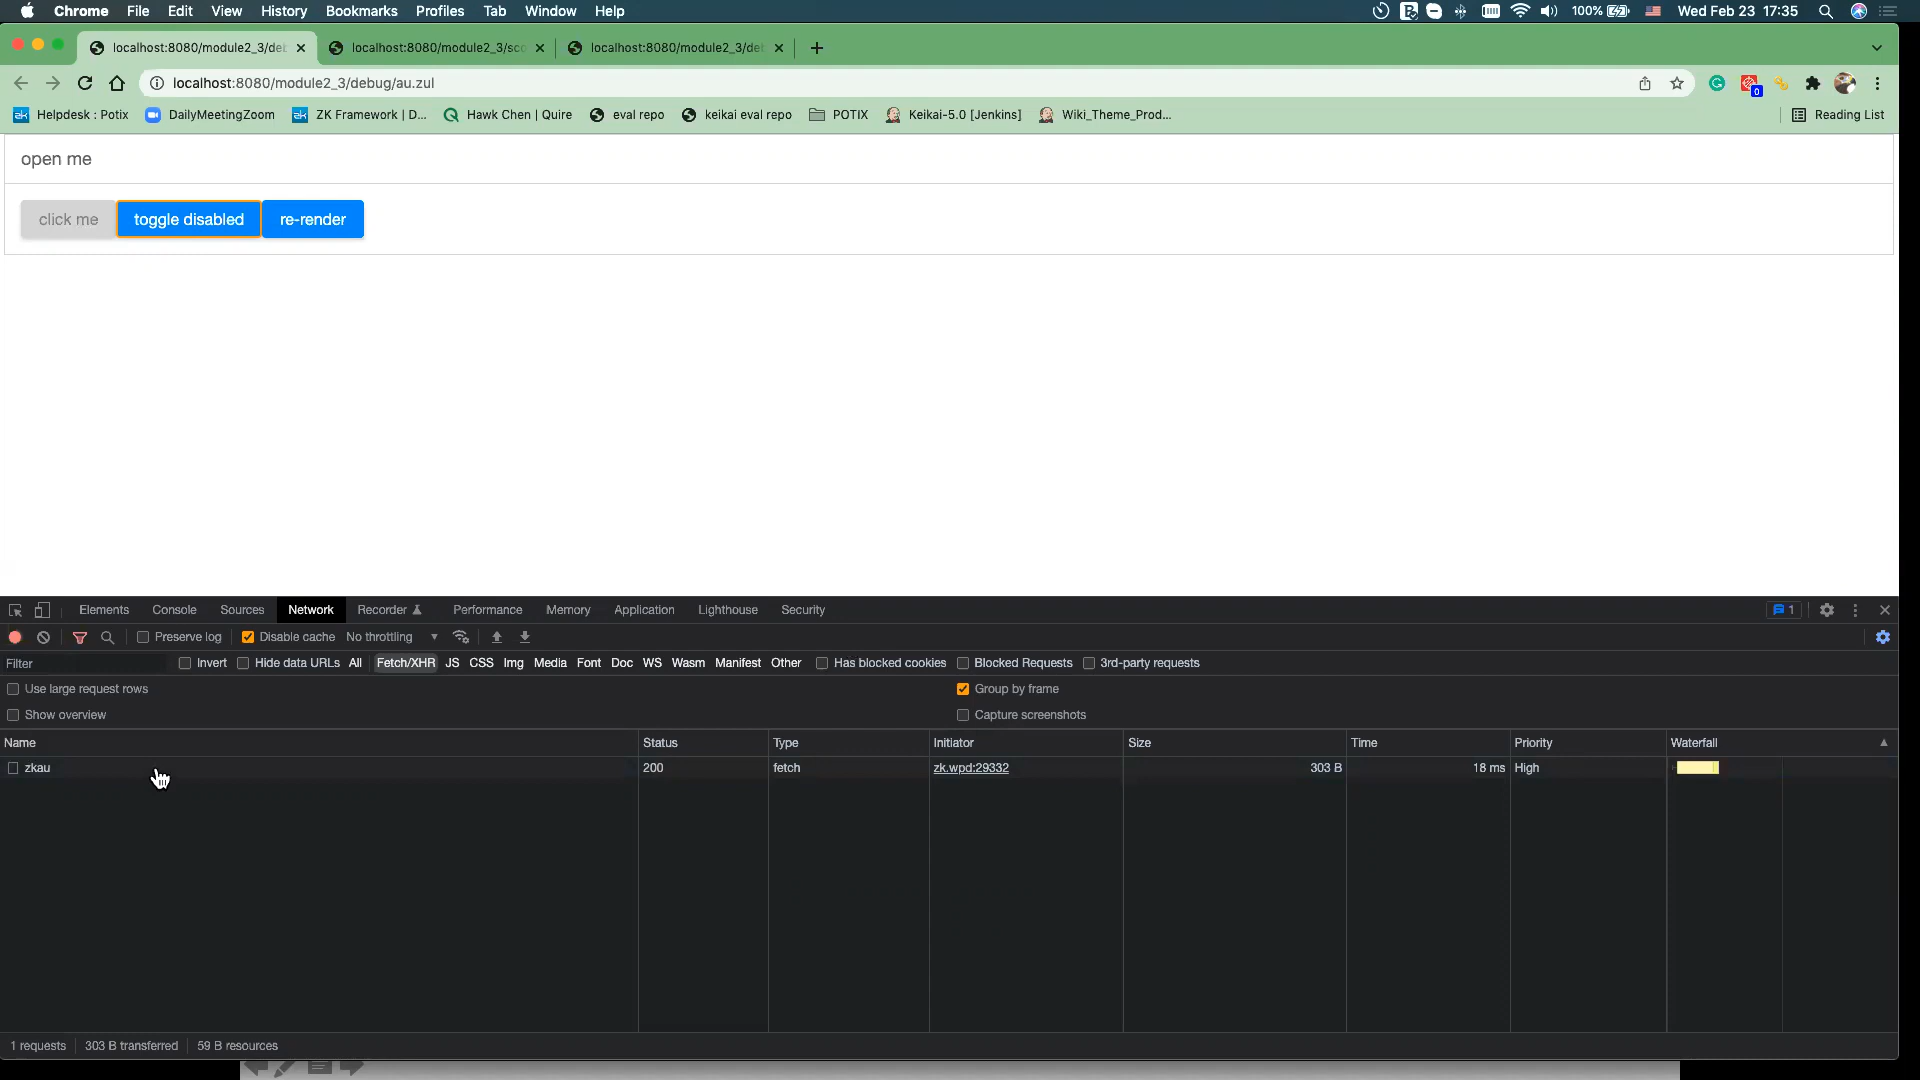 Chrome File Edit View History Bookmarks Profiles Tab Window Help 100% Wed Feb 23 17:35
localhost:8080/module2_3/de localhost:8080/module2_3/sco localhost:8080/module2_3/de
localhost:8080/module2_3/debug/au.zul 0
Helpdesk : Potix DailyMeetingZoom ZK Framework | D... Hawk Chen | Quire eval repo keikai eval repo POTIX Keikai-5.0 [Jenkins] Wiki_Theme_Prod... Reading List
open me
click me toggle disabled re-render
Elements Console Sources Network Recorder Performance Memory Application Lighthouse Security 1
Preserve log Disable cache No throttling
Filter Invert Hide data URLs All Fetch/XHR JS CSS Img Media Font Doc WS Wasm Manifest Other Has blocked cookies Blocked Requests 3rd-party requests
Use large request rows Group by frame
Show overview Capture screenshots
Name Status Type Initiator Size Time Priority Waterfall
zkau 200 fetch zk.wpd:29332 303 B 18 ms High
1 requests 303 B transferred 59 B resources